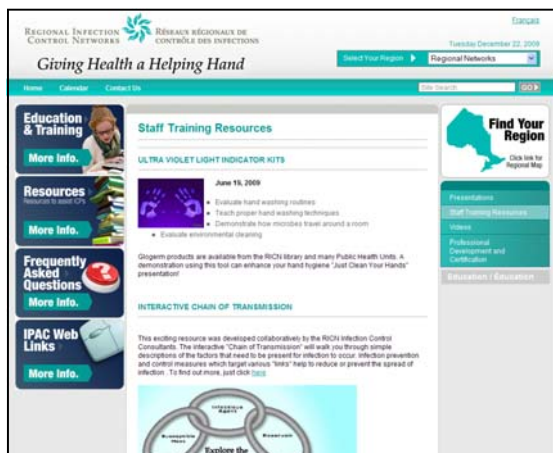 Français
REGIONAL INFECTION
CONTROL NETWORKS
RÉSEAUX RÉGIONAUX DE
CONTRÔLE DES INFECTIONS
Giving Health a Helping Hand
Tuesday December 22, 2009
Select Your Region
Regional Networks
Home Calendar Contact Us
Site Search GO
Education
& Training
More Info.
Resources
Resources to assist ICPs
More Info.
Frequently
Asked
Questions
More Info.
IPAC Web
Links
More Info.
Staff Training Resources
ULTRA VIOLET LIGHT INDICATOR KITS
June 15, 2009
Evaluate hand washing routines
Teach proper hand washing techniques
Demonstrate how microbes travel around a room
Evaluate environmental cleaning
Glogerm products are available from the RICN library and many Public Health Units. A
demonstration using this tool can enhance your hand hygiene "Just Clean Your Hands"
presentation!
INTERACTIVE CHAIN OF TRANSMISSION
This exciting resource was developed collaboratively by the RICN Infection Control
Consultants. The interactive "Chain of Transmission" will walk you through simple
descriptions of the factors that need to be present for infection to occur. Infection prevention
and control measures which target various "links" help to reduce or prevent the spread of
infection. To find out more, just click here
Infectious
Agent
Susceptible
Host
Reservoir
Explore the
Find Your
Region
Click link for
Regional Map
Presentations
Staff Training Resources
Videos
Professional
Development and
Certification
Education / Éducation